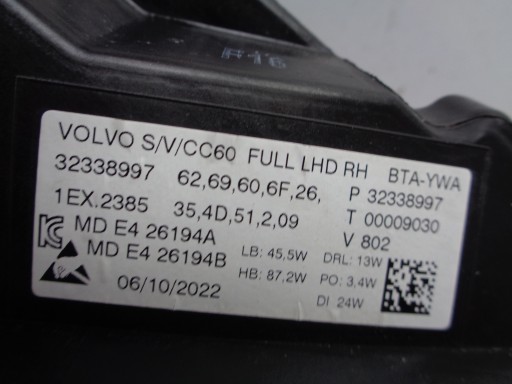 F16
VOLVO S/V/CC60 FULL LHD RH BTA-YWA
32338997 62,69,60,6F,26, P 32338997
1EX.2385 35,4D,51,2,09 T 00009030
MD E4 26194A V 802
MD E4 26194B LB: 45,5W DRL: 13W
HB: 87,2W PO: 3,4W
06/10/2022 DI 24W